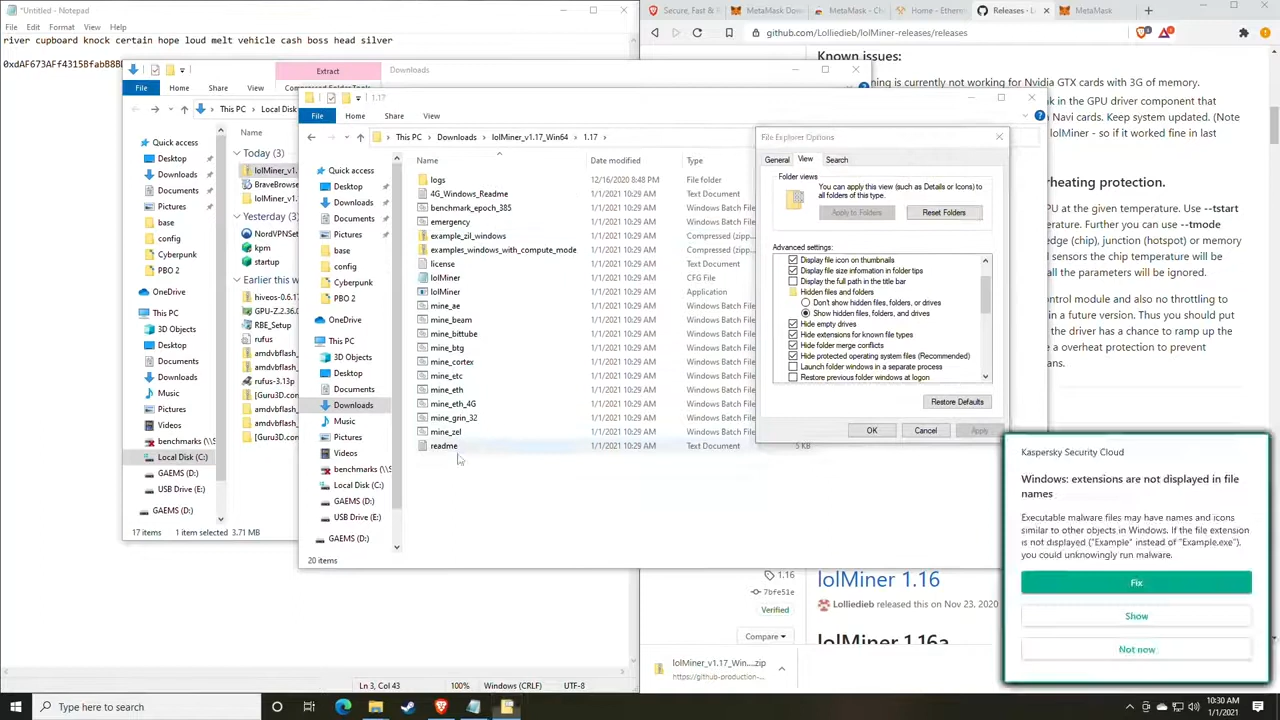 *Untitled - Notepad
File Edit Format View Help
river cupboard knock certain hope loud melt vehicle cash boss head silver
Extract
Downloads
File Home Share View
This PC
Local Disk
Quick access
Desktop
Downloads
Documents
Pictures
base
config
Cyberpunk
PBO 2
OneDrive
This PC
3D Objects
Desktop
Documents
Downloads
Music
Pictures
Videos
Local Disk (C:)
GAEMS (D:)
USB Drive (E:)
GAEMS (D:)
Name
Today (3)
lolMiner_v1.
BraveBrowse
lolMiner_v1.
Yesterday (3)
NordVPNSet
kpm
startup
Earlier this w
hiveos-0.6.17
GPU-Z.2.36.0
RBE_Setup
rufus
amdvbflash_
rufus-3.13p
[Guru3D.con
amdvbflash_
[Guru3D.con
17 items 1 item selected 3.71 MB
1.17
File Home Share View
This PC Downloads lolMiner_v1.17_Win64 1.17
Quick access
Desktop
Downloads
Documents
Pictures
base
config
Cyberpunk
PBO 2
OneDrive
This PC
3D Objects
Desktop
Documents
Downloads
Music
Pictures
Videos
Local Disk (C:)
GAEMS (D:)
USB Drive (E:)
GAEMS (D:)
Name Date modified Type
logs 12/16/2020 8:48 PM File folder
4G_Windows_Readme 1/1/2021 10:29 AM Text Document
benchmark_epoch_385 1/1/2021 10:29 AM Windows Batch File
emergency 1/1/2021 10:29 AM Windows Batch File
example_zil_windows 1/1/2021 10:29 AM Compressed (zipp...
examples_windows_with_compute_mode 1/1/2021 10:29 AM Compressed (zipp...
license 1/1/2021 10:29 AM Text Document
lolMiner 1/1/2021 10:29 AM CFG File
lolMiner 1/1/2021 10:29 AM Application
mine_ae 1/1/2021 10:29 AM Windows Batch File
mine_beam 1/1/2021 10:29 AM Windows Batch File
mine_bittube 1/1/2021 10:29 AM Windows Batch File
mine_btg 1/1/2021 10:29 AM Windows Batch File
mine_cortex 1/1/2021 10:29 AM Windows Batch File
mine_etc 1/1/2021 10:29 AM Windows Batch File
mine_eth 1/1/2021 10:29 AM Windows Batch File
mine_eth_4G 1/1/2021 10:29 AM Windows Batch File
mine_grin_32 1/1/2021 10:29 AM Windows Batch File
mine_zel 1/1/2021 10:29 AM Windows Batch File
readme 1/1/2021 10:29 AM Text Document 5 KB
20 items
File Explorer Options
General View Search
Folder views
You can apply this view (such as Details or Icons) to
all folders of this type.
Apply to Folders Reset Folders
Advanced settings:
Display file icon on thumbnails
Display file size information in folder tips
Display the full path in the title bar
Hidden files and folders
Don't show hidden files, folders, or drives
Show hidden files, folders, and drives
Hide empty drives
Hide extensions for known file types
Hide folder merge conflicts
Hide protected operating system files (Recommended)
Launch folder windows in a separate process
Restore previous folder windows at logon
Restore Defaults
OK Cancel Apply
Secure, Fast & MetaMask Dow MetaMask - Ch Home - Etherm Releases · L MetaMask
github.com/Lolliedieb/lolMiner-releases/releases
Known issues:
ning is currently not working for Nvidia GTX cards with 3G of memory.
k in the GPU driver component that
Navi cards. Keep system updated. (Note
lolMiner - so if it worked fine in last
rheating protection.
PU at the given temperature. Use --tstart
erature. Further you can use --tmode
edge (chip), junction (hotspot) or memory
sensors the chip temperature will be
all the parameters will be ignored.
control module and also no throttling to
in a future version. Thus you should put
the driver has a chance to ramp up the
e a overheat protection to prevent
ans.
1.16
7bfe51e
Verified
Compare
lolMiner 1.16
Lolliedieb released this on Nov 23, 2020
lolMiner 1.16a
Kaspersky Security Cloud
Windows: extensions are not displayed in file
names
Executable malware files may have names and icons
similar to other objects in Windows. If the file extension
is not displayed ("Example" instead of "Example.exe"),
you could unknowingly run malware.
Fix
Show
Not now
lolMiner_v1.17_Win....zip
https://github-production-...
Ln 3, Col 43 100% Windows (CRLF) UTF-8
Type here to search
10:30 AM
1/1/2021